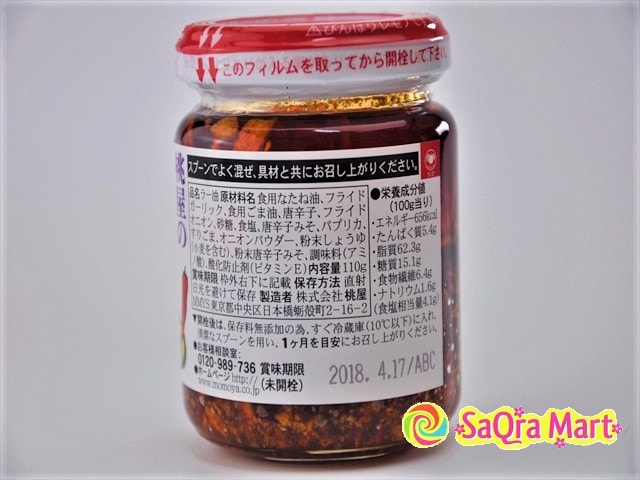 びんはワレモノで
このフィルムを取ってから開栓して下さい。
スプーンでよく混ぜ、具材と共にお召し上がりください。
桃屋の
品名ラー油 原材料名 食用なたね油、フライド
ガーリック、食用ごま油、唐辛子、フライド
オニオン、砂糖、食塩、唐辛子みそ、パプリカ、
すりごま、オニオンパウダー、粉末しょうゆ
(小麦を含む)、粉末唐辛子みそ、調味料(アミノ
酸)、酸化防止剤(ビタミンE) 内容量110g
賞味期限 枠外右下に記載 保存方法 直射
日光を避けて保存 製造者 株式会社 桃屋
MMYS 東京都中央区日本橋蛎殻町2-16-2
●栄養成分値
(100g当り)
・エネルギー656kcal
・たんぱく質5.4g
・脂質62.3g
・糖質15.1g
・食物繊維6.4g
・ナトリウム1.6g
(食塩相当量4.1g)
▼開栓後は、保存料無添加の為、すぐ冷蔵庫(10℃以下)に入れ、
清潔なスプーンを用い、1ヶ月を目安にお召し上がりください。
●お客様相談室:
0120-989-736
●ホームページ http://
www.momoya.co.jp
賞味期限
(未開栓)
2018. 4.17/ABC
SaQra Mart